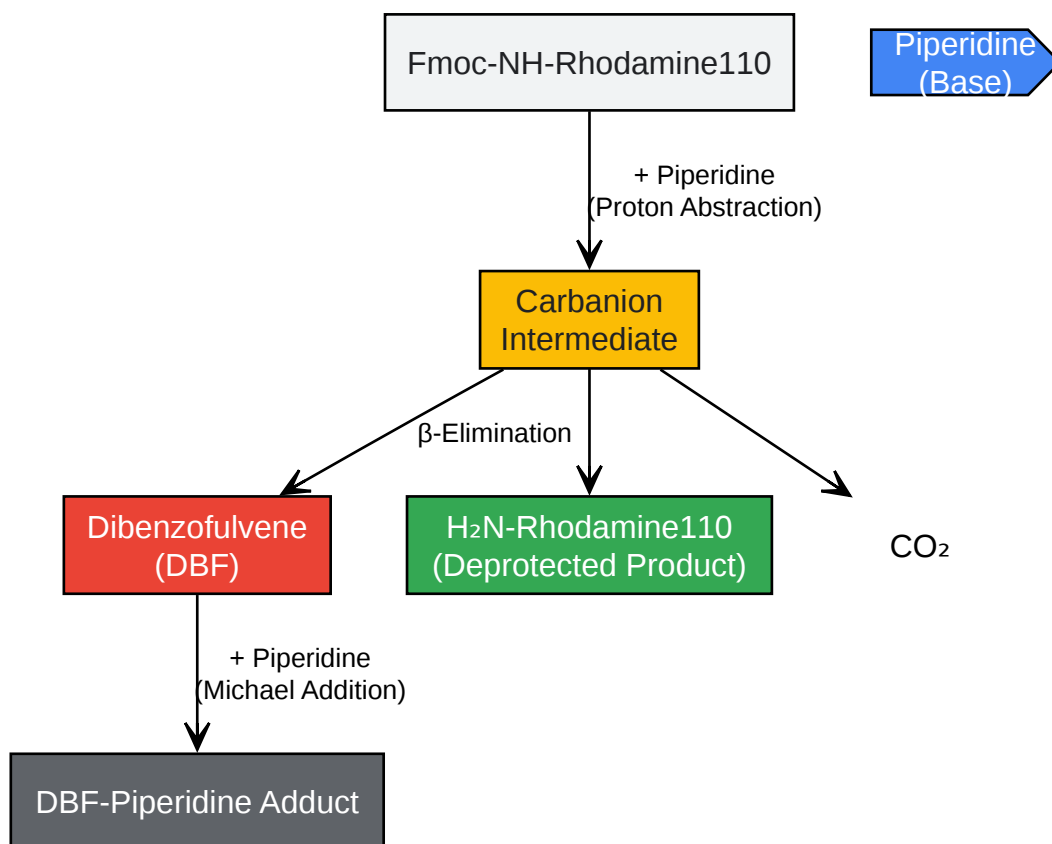 Fmoc-NH-Rhodamine110
Piperidine
(Base)
+ Piperidine
(Proton Abstraction)
Carbanion
Intermediate
β-Elimination
Dibenzofulvene
(DBF)
H₂N-Rhodamine110
(Deprotected Product)
CO₂
+ Piperidine
(Michael Addition)
DBF-Piperidine Adduct